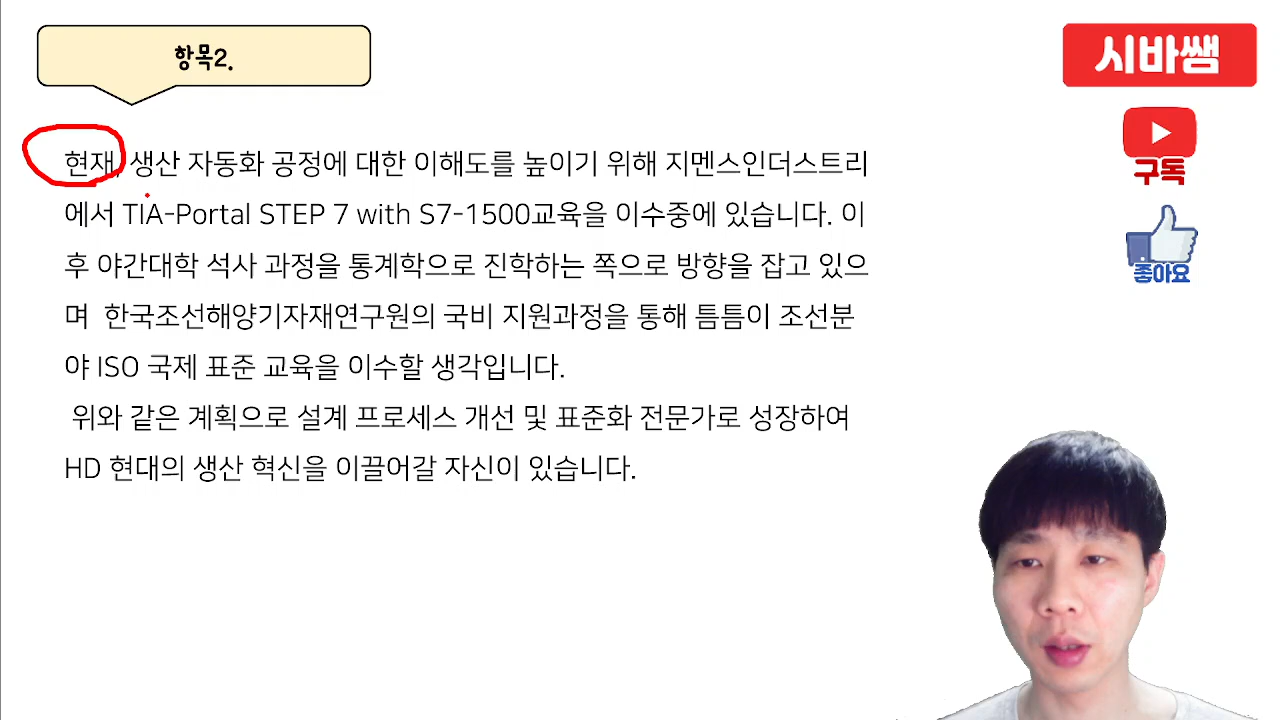 항목2.
시바쌤
구독
좋아요
현재, 생산 자동화 공정에 대한 이해도를 높이기 위해 지멘스인더스트리
에서 TIA-Portal STEP 7 with S7-1500교육을 이수중에 있습니다. 이
후 야간대학 석사 과정을 통계학으로 진학하는 쪽으로 방향을 잡고 있으
며 한국조선해양기자재연구원의 국비 지원과정을 통해 틈틈이 조선분
야 ISO 국제 표준 교육을 이수할 생각입니다.
위와 같은 계획으로 설계 프로세스 개선 및 표준화 전문가로 성장하여
HD 현대의 생산 혁신을 이끌어갈 자신이 있습니다.